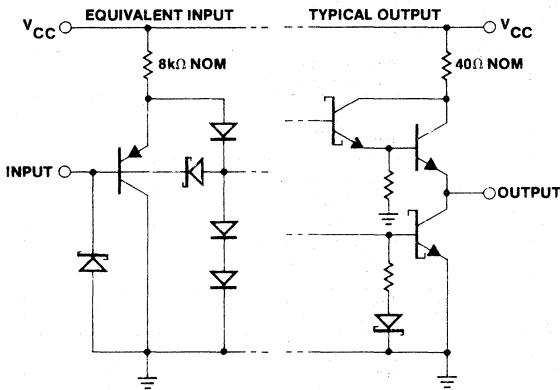 EQUIVALENT INPUT
TYPICAL OUTPUT
VCC
VCC
8kΩ NOM
40Ω NOM
INPUT
OUTPUT